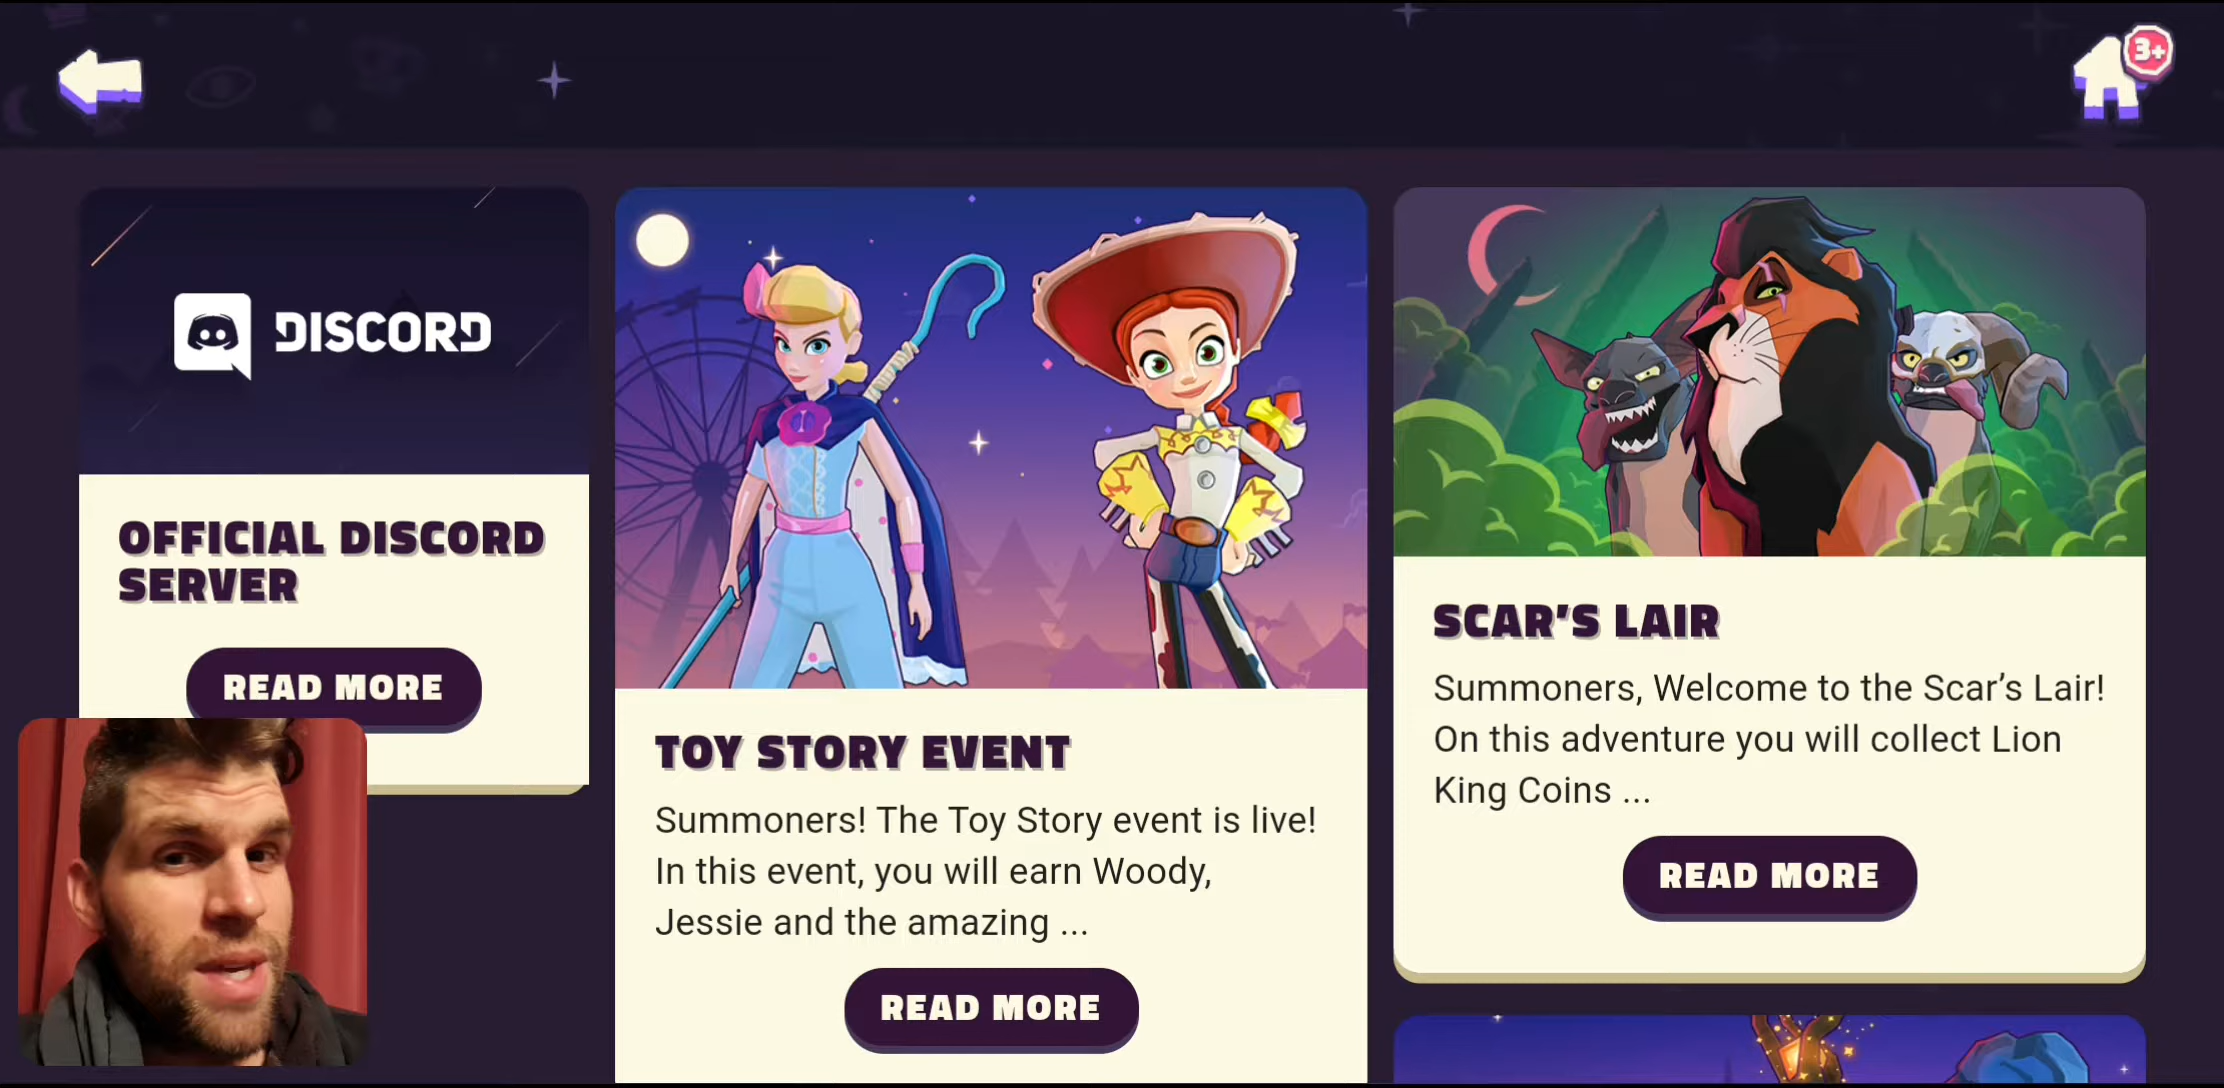 3+
DISCORD
OFFICIAL DISCORD
SERVER
READ MORE
TOY STORY EVENT
Summoners! The Toy Story event is live!
In this event, you will earn Woody,
Jessie and the amazing ...
READ MORE
SCAR’S LAIR
Summoners, Welcome to the Scar’s Lair!
On this adventure you will collect Lion
King Coins ...
READ MORE